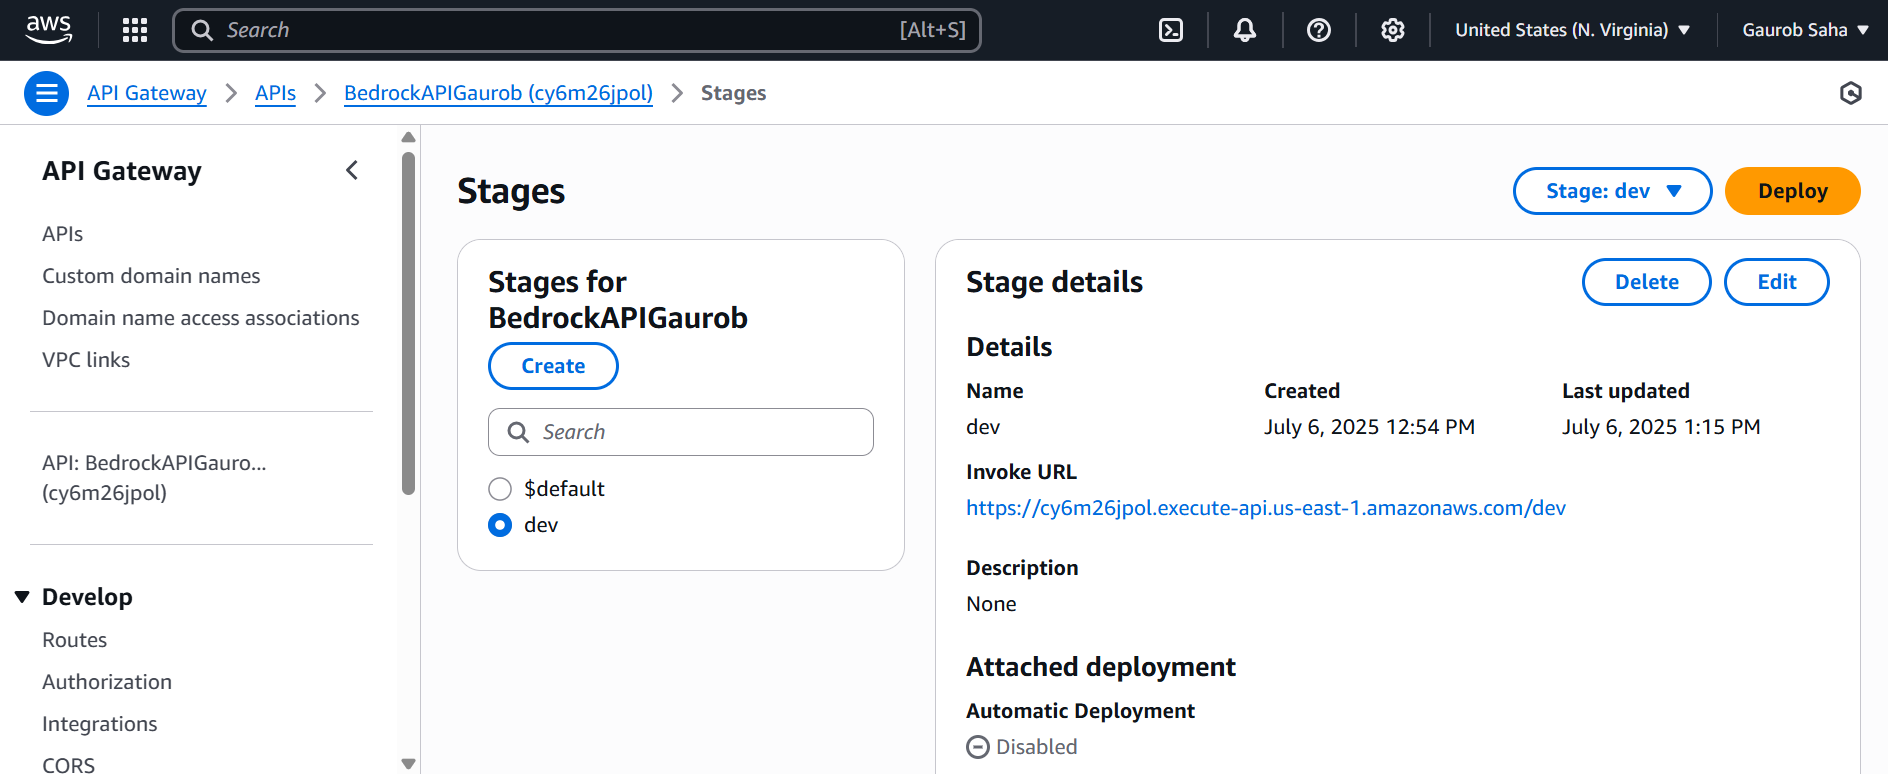 aws
Search [Alt+S]
United States (N. Virginia)
Gaurob Saha
API Gateway
APIs
BedrockAPIGaurob (cy6m26jpol)
Stages
API Gateway
APIs
Custom domain names
Domain name access associations
VPC links
API: BedrockAPIGauro...
(cy6m26jpol)
Develop
Routes
Authorization
Integrations
CORS
Stages
Stage: dev
Deploy
Stages for
BedrockAPIGaurob
Create
Search
$default
dev
Stage details
Delete
Edit
Details
Name
dev
Created
July 6, 2025 12:54 PM
Last updated
July 6, 2025 1:15 PM
Invoke URL
https://cy6m26jpol.execute-api.us-east-1.amazonaws.com/dev
Description
None
Attached deployment
Automatic Deployment
Disabled